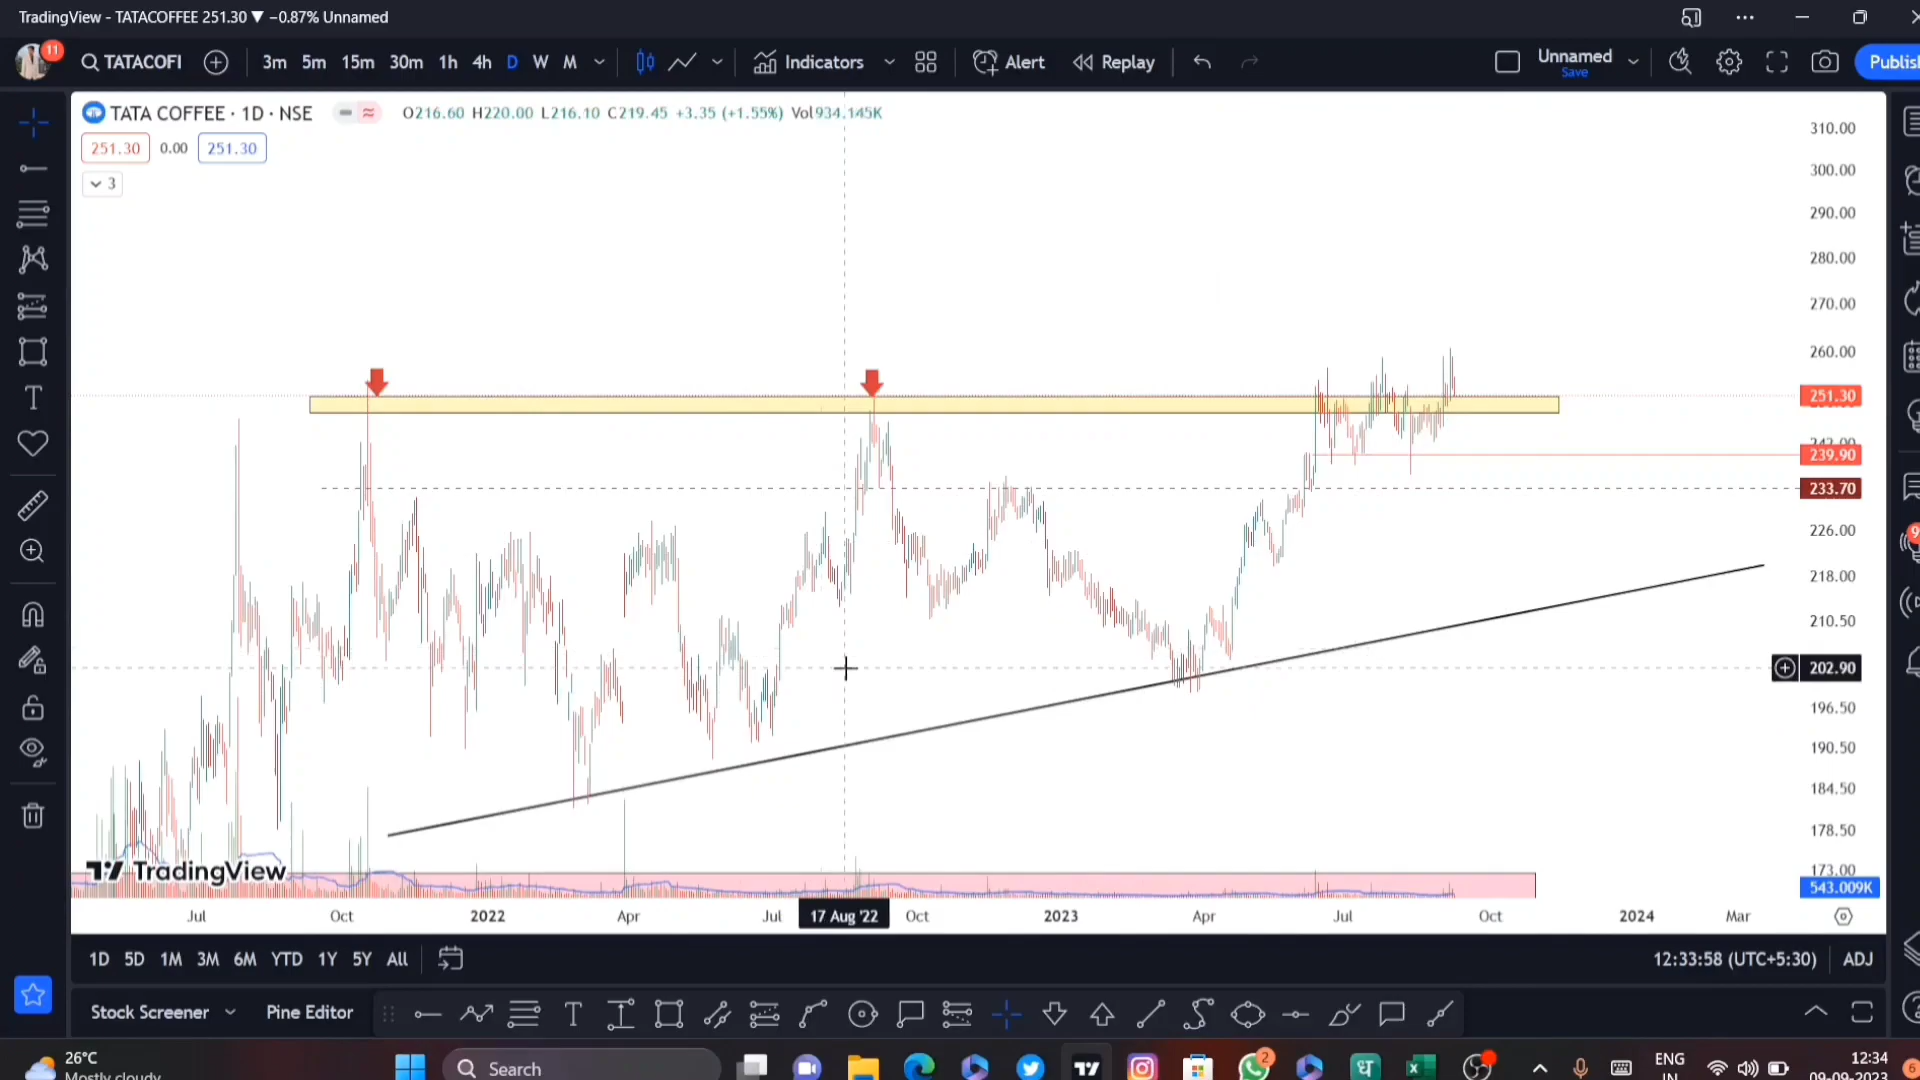 TradingView - TATACOFFEE 251.30 ▼ −0.87% Unnamed
11 TATACOFI 3m 5m 15m 30m 1h 4h D W M Indicators Alert Replay Unnamed Publis
Save
TATA COFFEE · 1D · NSE O216.60 H220.00 L216.10 C219.45 +3.35 (+1.55%) Vol934.145K
251.30 0.00 251.30
3
310.00
300.00
290.00
280.00
270.00
260.00
251.30
239.90
233.70
226.00
218.00
210.50
202.90
196.50
190.50
184.50
178.50
173.00
543.009K
TradingView
Jul Oct 2022 Apr Jul 17 Aug '22 Oct 2023 Apr Jul Oct 2024 Mar
1D 5D 1M 3M 6M YTD 1Y 5Y All 12:33:58 (UTC+5:30) ADJ
Stock Screener Pine Editor
26°C
Mostly cloudy
Search
2
ENG
IN
12:34
09-09-2023
6